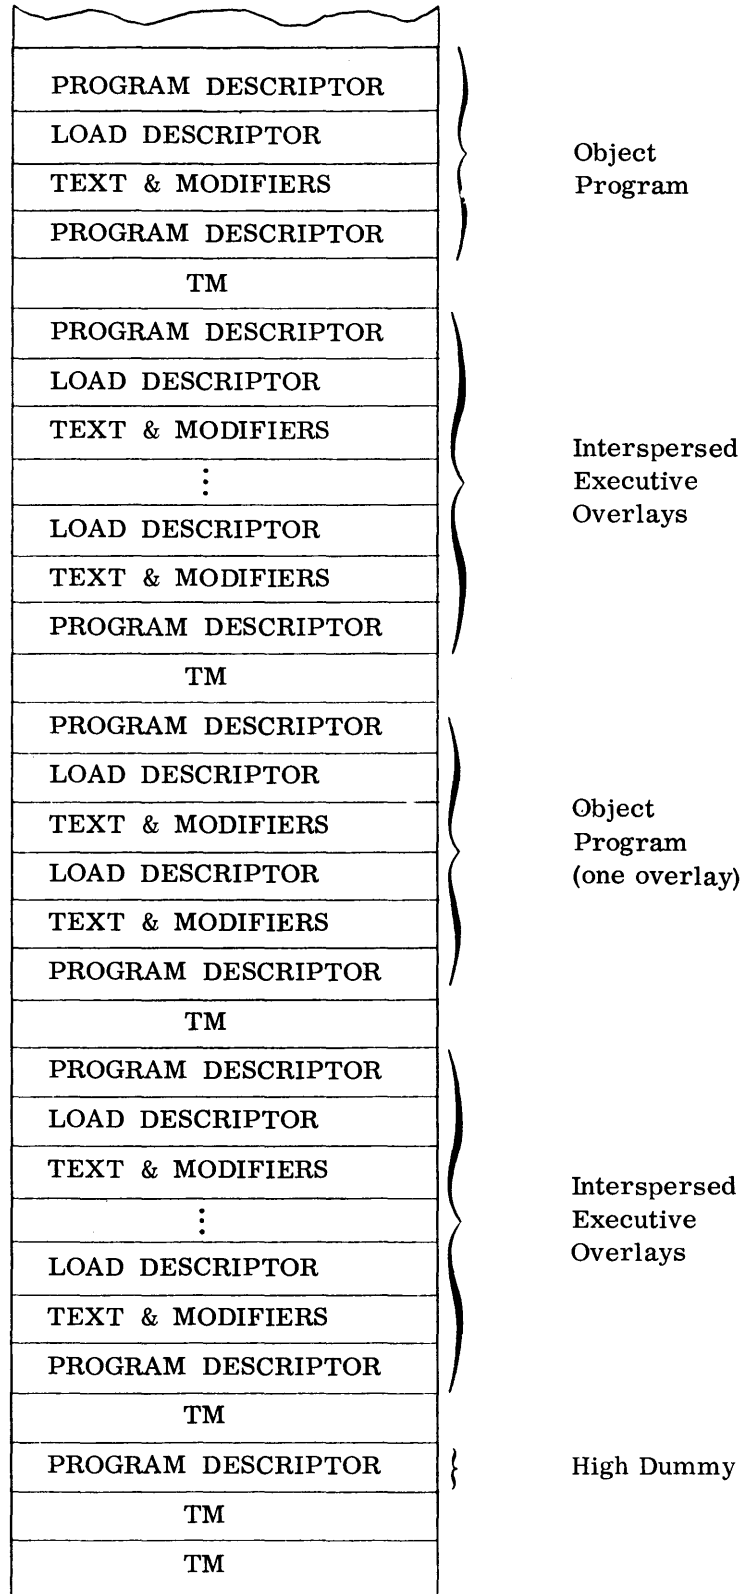 PROGRAM DESCRIPTOR
LOAD DESCRIPTOR
TEXT & MODIFIERS
PROGRAM DESCRIPTOR
Object
Program
TM
PROGRAM DESCRIPTOR
LOAD DESCRIPTOR
TEXT & MODIFIERS
⋮
LOAD DESCRIPTOR
TEXT & MODIFIERS
PROGRAM DESCRIPTOR
Interspersed
Executive
Overlays
TM
PROGRAM DESCRIPTOR
LOAD DESCRIPTOR
TEXT & MODIFIERS
LOAD DESCRIPTOR
TEXT & MODIFIERS
PROGRAM DESCRIPTOR
Object
Program
(one overlay)
TM
PROGRAM DESCRIPTOR
LOAD DESCRIPTOR
TEXT & MODIFIERS
⋮
LOAD DESCRIPTOR
TEXT & MODIFIERS
PROGRAM DESCRIPTOR
Interspersed
Executive
Overlays
TM
PROGRAM DESCRIPTOR
High Dummy
TM
TM